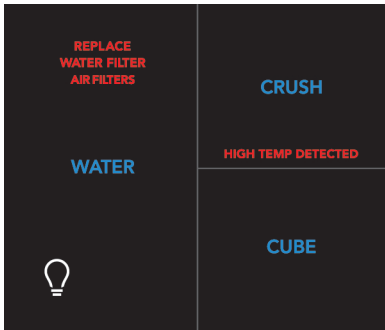 REPLACE
WATER FILTER
AIR FILTERS
WATER
CRUSH
HIGH TEMP DETECTED
CUBE